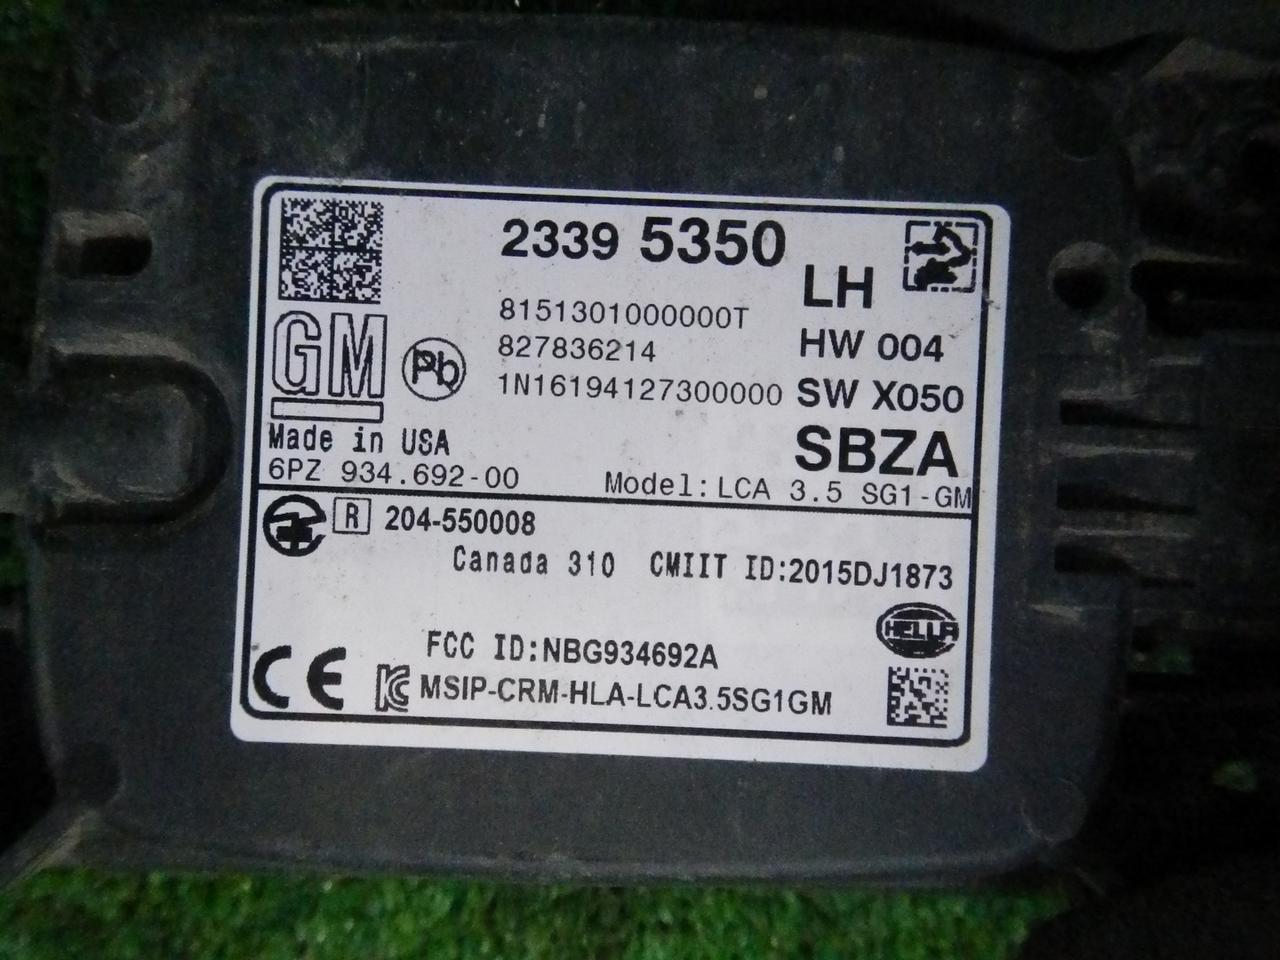 2339 5350
LH
8151301000000T
827836214
HW 004
1N16194127300000
SW X050
GM
Pb
Made in USA
SBZA
6PZ 934.692-00
Model: LCA 3.5 SG1-GM
R 204-550008
Canada 310 CMIIT ID:2015DJ1873
HELLA
FCC ID:NBG934692A
CE
MSIP-CRM-HLA-LCA3.5SG1GM